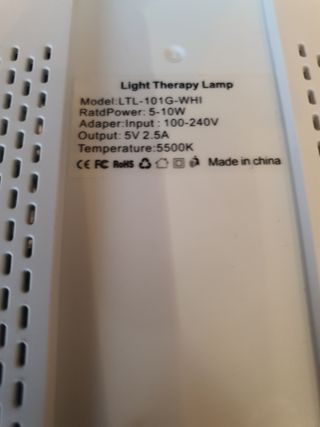 Light Therapy Lamp
Model:LTL-101G-WHI
RatdPower: 5-10W
Adaper:Input : 100-240V
Output: 5V 2.5A
Temperature:5500K
CE FC RoHS Made in china